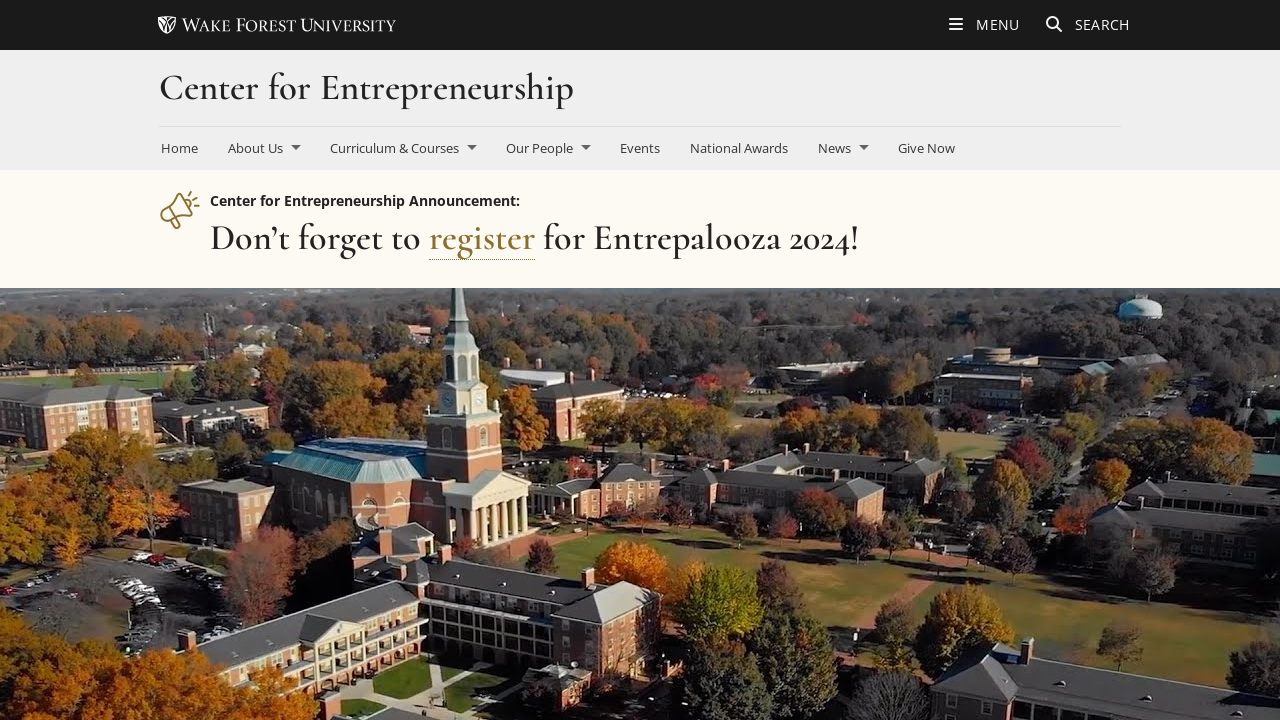 WAKE FOREST UNIVERSITY
MENU
SEARCH
Center for Entrepreneurship
Home
About Us
Curriculum & Courses
Our People
Events
National Awards
News
Give Now
Center for Entrepreneurship Announcement:
Don’t forget to register for Entrepalooza 2024!